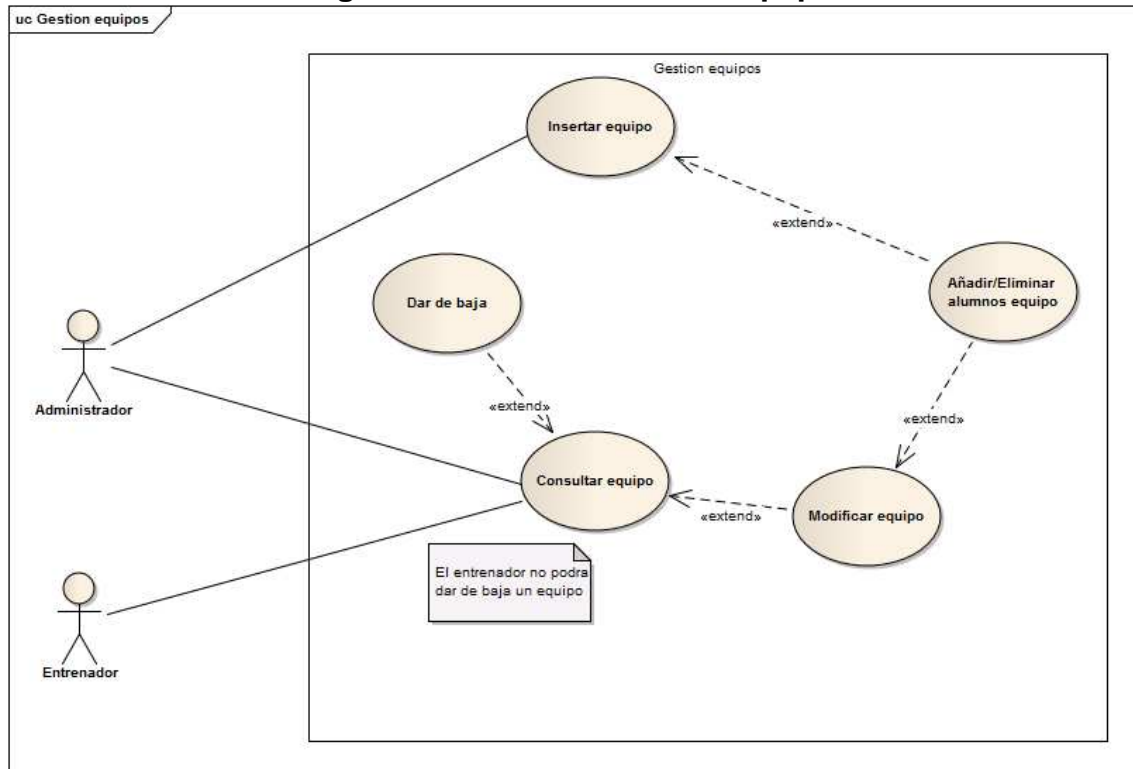 uc Gestion equipos
Gestion equipos
Insertar equipo
«extend»
Añadir/Eliminar
alumnos equipo
Dar de baja
Administrador
«extend»
«extend»
Consultar equipo
«extend»
Modificar equipo
El entrenador no podra
dar de baja un equipo
Entrenador